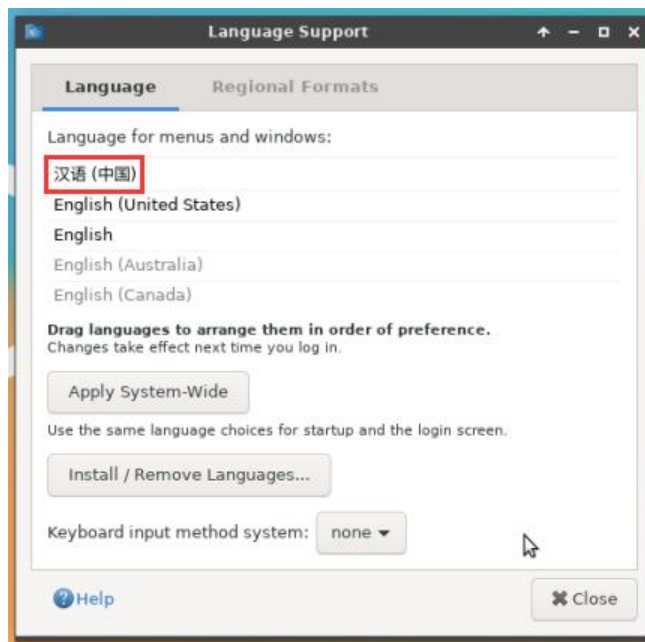 Language Support
Language Regional Formats
Language for menus and windows:
汉语 (中国)
English (United States)
English
English (Australia)
English (Canada)
Drag languages to arrange them in order of preference.
Changes take effect next time you log in.
Apply System-Wide
Use the same language choices for startup and the login screen.
Install / Remove Languages...
Keyboard input method system: none
Help Close